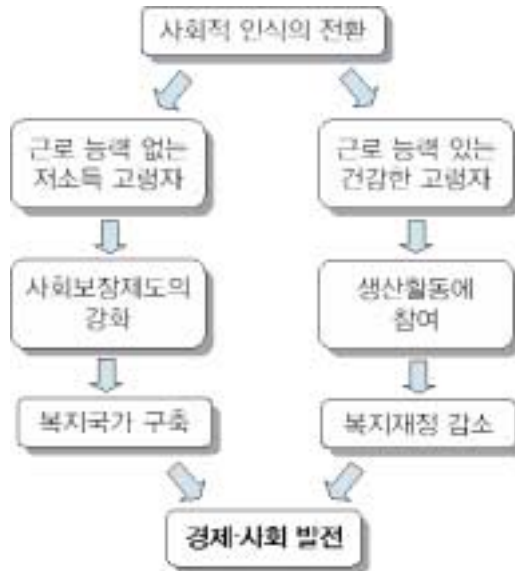 사회적 인식의 전환
근로 능력 없는
저소득 고령자
근로 능력 있는
건강한 고령자
사회보장제도의
강화
생산활동에
참여
복지국가 구축
복지재정 감소
경제·사회 발전